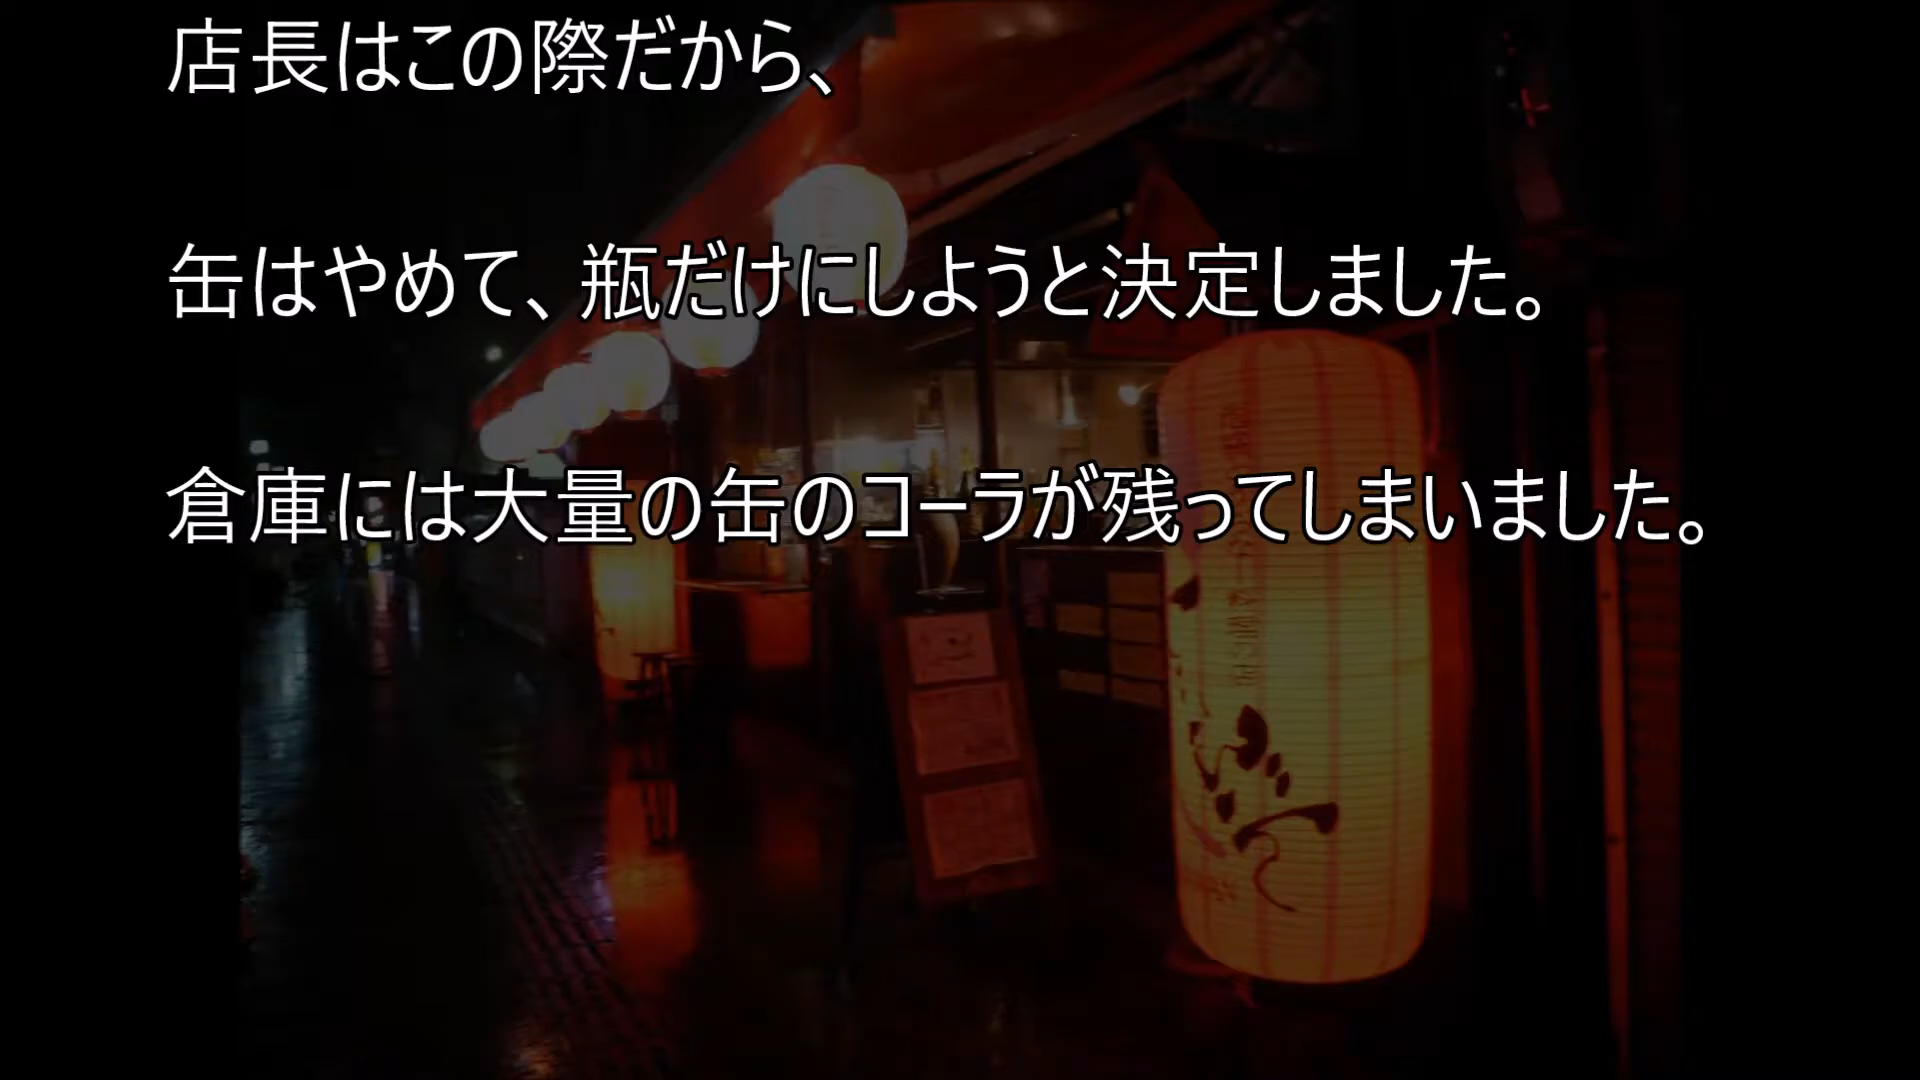 店長はこの際だから、
缶はやめて、瓶だけにしようと決定しました。
倉庫には大量の缶のコーラが残ってしまいました。